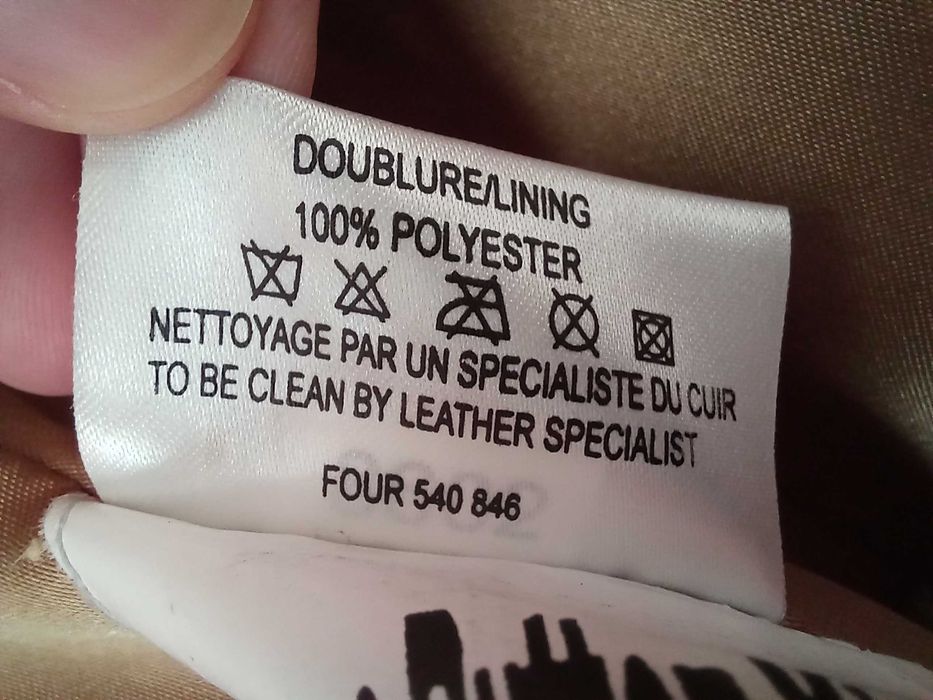 DOUBLURE/LINING
100% POLYESTER
NETTOYAGE PAR UN SPECIALISTE DU CUIR
TO BE CLEAN BY LEATHER SPECIALIST
FOUR 540 846